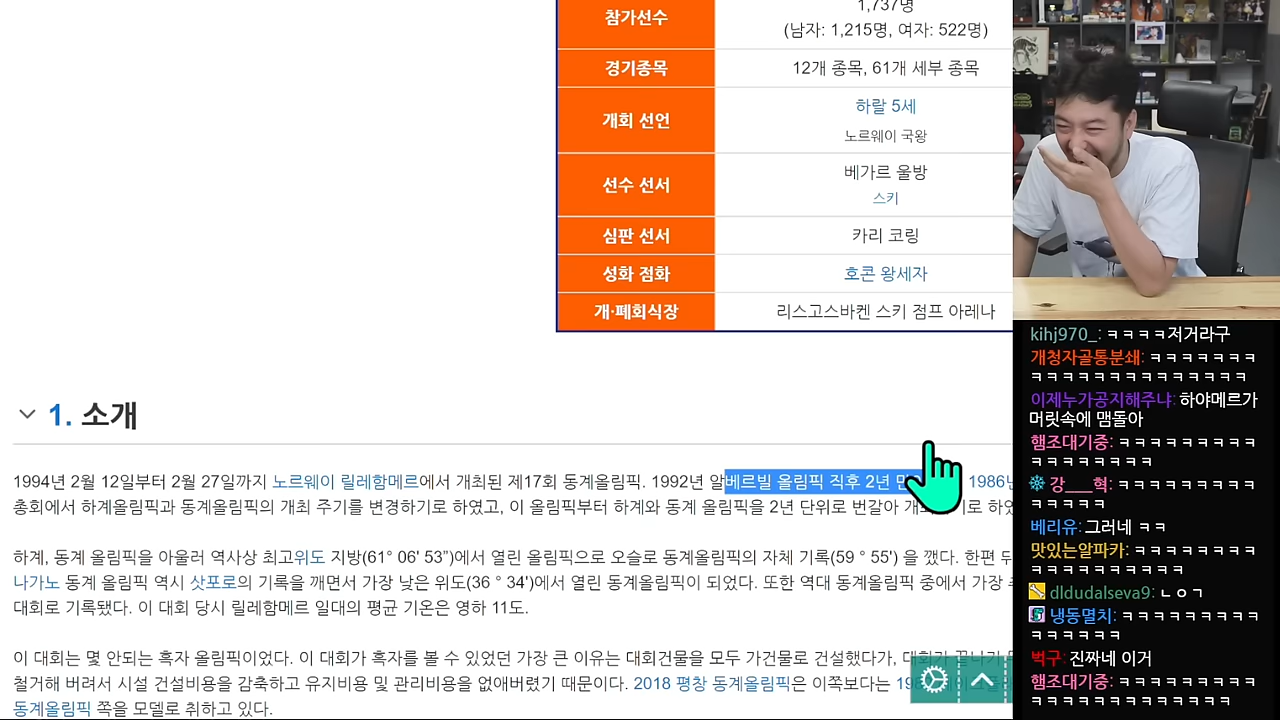 참가선수
1,737명
(남자: 1,215명, 여자: 522명)
경기종목
12개 종목, 61개 세부 종목
개회 선언
하랄 5세
노르웨이 국왕
선수 선서
베가르 울방
스키
심판 선서
카리 코링
성화 점화
호콘 왕세자
개·폐회식장
리스고스바켄 스키 점프 아레나
1. 소개
1994년 2월 12일부터 2월 27일까지 노르웨이 릴레함메르에서 개최된 제17회 동계올림픽. 1992년 알베르빌 올림픽 직후 2년 만 1986년
총회에서 하계올림픽과 동계올림픽의 개최 주기를 변경하기로 하였고, 이 올림픽부터 하계와 동계 올림픽을 2년 단위로 번갈아
하계, 동계 올림픽을 아울러 역사상 최고위도 지방(61° 06' 53”)에서 열린 올림픽으로 오슬로 동계올림픽의 자체 기록(59 ° 55') 을 깼다. 한편
나가노 동계 올림픽 역시 삿포로의 기록을 깨면서 가장 낮은 위도(36 ° 34')에서 열린 동계올림픽이 되었다. 또한 역대 동계올림픽 중에서 가장
대회로 기록됐다. 이 대회 당시 릴레함메르 일대의 평균 기온은 영하 11도.
이 대회는 몇 안되는 흑자 올림픽이었다. 이 대회가 흑자를 볼 수 있었던 가장 큰 이유는 대회건물을 모두 가건물로 건설했다가,
철거해 버려서 시설 건설비용을 감축하고 유지비용 및 관리비용을 없애버렸기 때문이다. 2018 평창 동계올림픽은 이쪽보다는
동계올림픽 쪽을 모델로 취하고 있다.
kihj970_: ㅋㅋㅋㅋ저거라구
개청자골통분쇄: ㅋㅋㅋㅋㅋㅋㅋ
ㅋㅋㅋㅋㅋㅋㅋㅋㅋㅋㅋㅋㅋㅋ
이제누가공지해주냐: 하야메르가
머릿속에 맴돌아
햄조대기중: ㅋㅋㅋㅋㅋㅋㅋㅋㅋ
ㅋㅋㅋㅋㅋㅋㅋㅋ
강___혁: ㅋㅋㅋㅋㅋㅋㅋㅋㅋ
ㅋㅋㅋㅋㅋ
베리유: 그러네 ㅋㅋ
맛있는알파카: ㅋㅋㅋㅋㅋㅋㅋㅋ
ㅋㅋㅋㅋㅋㅋㅋㅋㅋㅋ
dldudalseva9: ㄴㅇㄱ
냉동멸치: ㅋㅋㅋㅋㅋㅋㅋㅋㅋ
ㅋㅋㅋㅋㅋㅋ
벅구: 진짜네 이거
햄조대기중: ㅋㅋㅋㅋㅋㅋㅋㅋㅋ
ㅋㅋㅋㅋㅋㅋㅋㅋㅋㅋㅋㅋㅋ